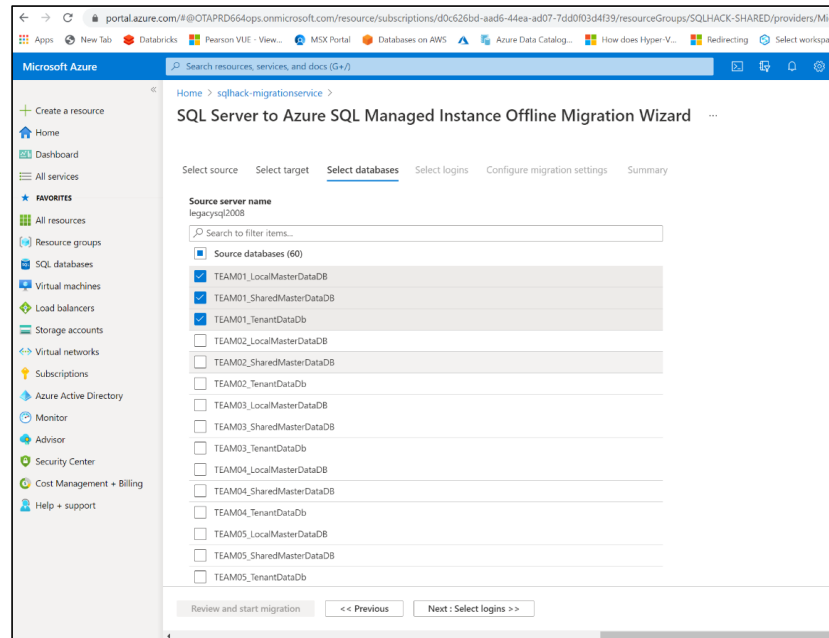 portal.azure.com/#@OTAPRD664ops.onmicrosoft.com/resource/subscriptions/d0c626bd-aad6-44ea-ad07-7dd0f03d4f39/resourceGroups/SQLHACK-SHARED/providers/Mi
Apps New Tab Databricks Pearson VUE - View... MSX Portal Databases on AWS Azure Data Catalog... How does Hyper-V... Redirecting Select workspa
Microsoft Azure Search resources, services, and docs (G+/)
Create a resource
Home
Dashboard
All services
FAVORITES
All resources
Resource groups
SQL databases
Virtual machines
Load balancers
Storage accounts
Virtual networks
Subscriptions
Azure Active Directory
Monitor
Advisor
Security Center
Cost Management + Billing
Help + support
Home > sqlhack-migrationservice >
SQL Server to Azure SQL Managed Instance Offline Migration Wizard ...
Select source Select target Select databases Select logins Configure migration settings Summary
Source server name
legacysql2008
Search to filter items...
Source databases (60)
TEAM01_LocalMasterDataDB
TEAM01_SharedMasterDataDB
TEAM01_TenantDataDb
TEAM02_LocalMasterDataDB
TEAM02_SharedMasterDataDB
TEAM02_TenantDataDb
TEAM03_LocalMasterDataDB
TEAM03_SharedMasterDataDB
TEAM03_TenantDataDb
TEAM04_LocalMasterDataDB
TEAM04_SharedMasterDataDB
TEAM04_TenantDataDb
TEAM05_LocalMasterDataDB
TEAM05_SharedMasterDataDB
TEAM05_TenantDataDb
Review and start migration << Previous Next : Select logins >>